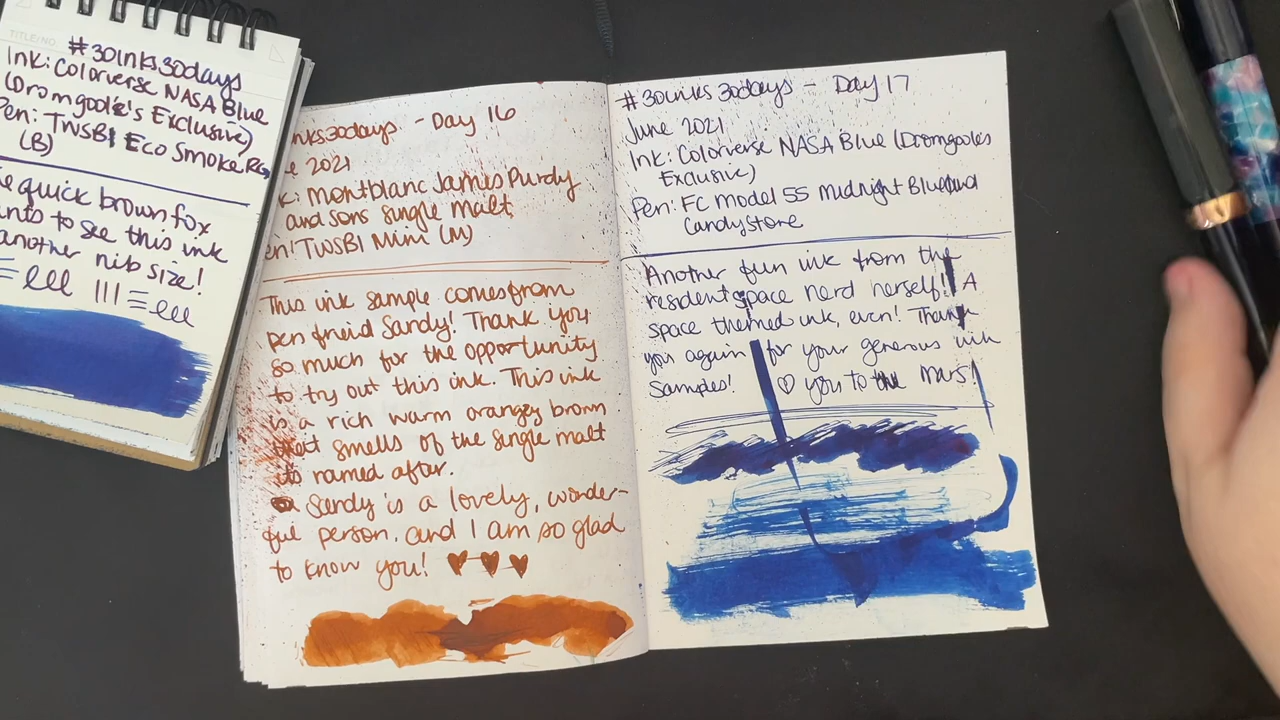 TITLE/NO.
#30inks30days
Ink: Colorverse NASA Blue
(Dromgoole's Exclusive)
Pen: TWSBI Eco Smoke RG
(B)
quick brown fox
to see this ink
another nib size!
inks30days - Day 16
2021
Montblanc James Purdy
and sons single malt
en: TWSBI Mini (M)
This ink sample comes from
pen freid Sandy! Thank you
so much for the opportunity
to try out this ink. This ink
is a rich warm orangey brown
that smells of the single malt
its named after.
Sandy is a lovely, wonder-
ful person, and I am so glad
to know you! ♥ ♥ ♥
#30inks30days - Day 17
June 2021
Ink: Colorverse NASA Blue (Dromgooles
Exclusive)
Pen: FC Model 55 Midnight Blue and
Candystore
Another fun ink from the
resident space nerd herself! A
space themed ink, even! Thank
you again for your generous ink
samples! ♡ you to the mars!